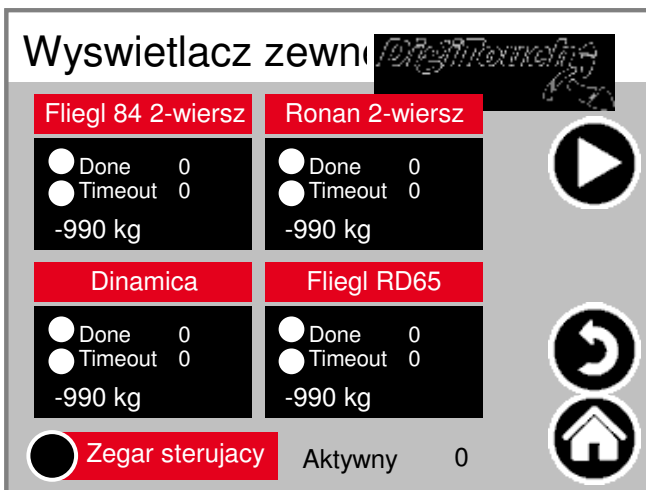 Wyswietlacz zewn
DigiTouch
Fliegl 84 2-wiersz
Ronan 2-wiersz
Done 0
Timeout 0
-990 kg
Done 0
Timeout 0
-990 kg
Dinamica
Fliegl RD65
Done 0
Timeout 0
-990 kg
Done 0
Timeout 0
-990 kg
Zegar sterujacy
Aktywny 0